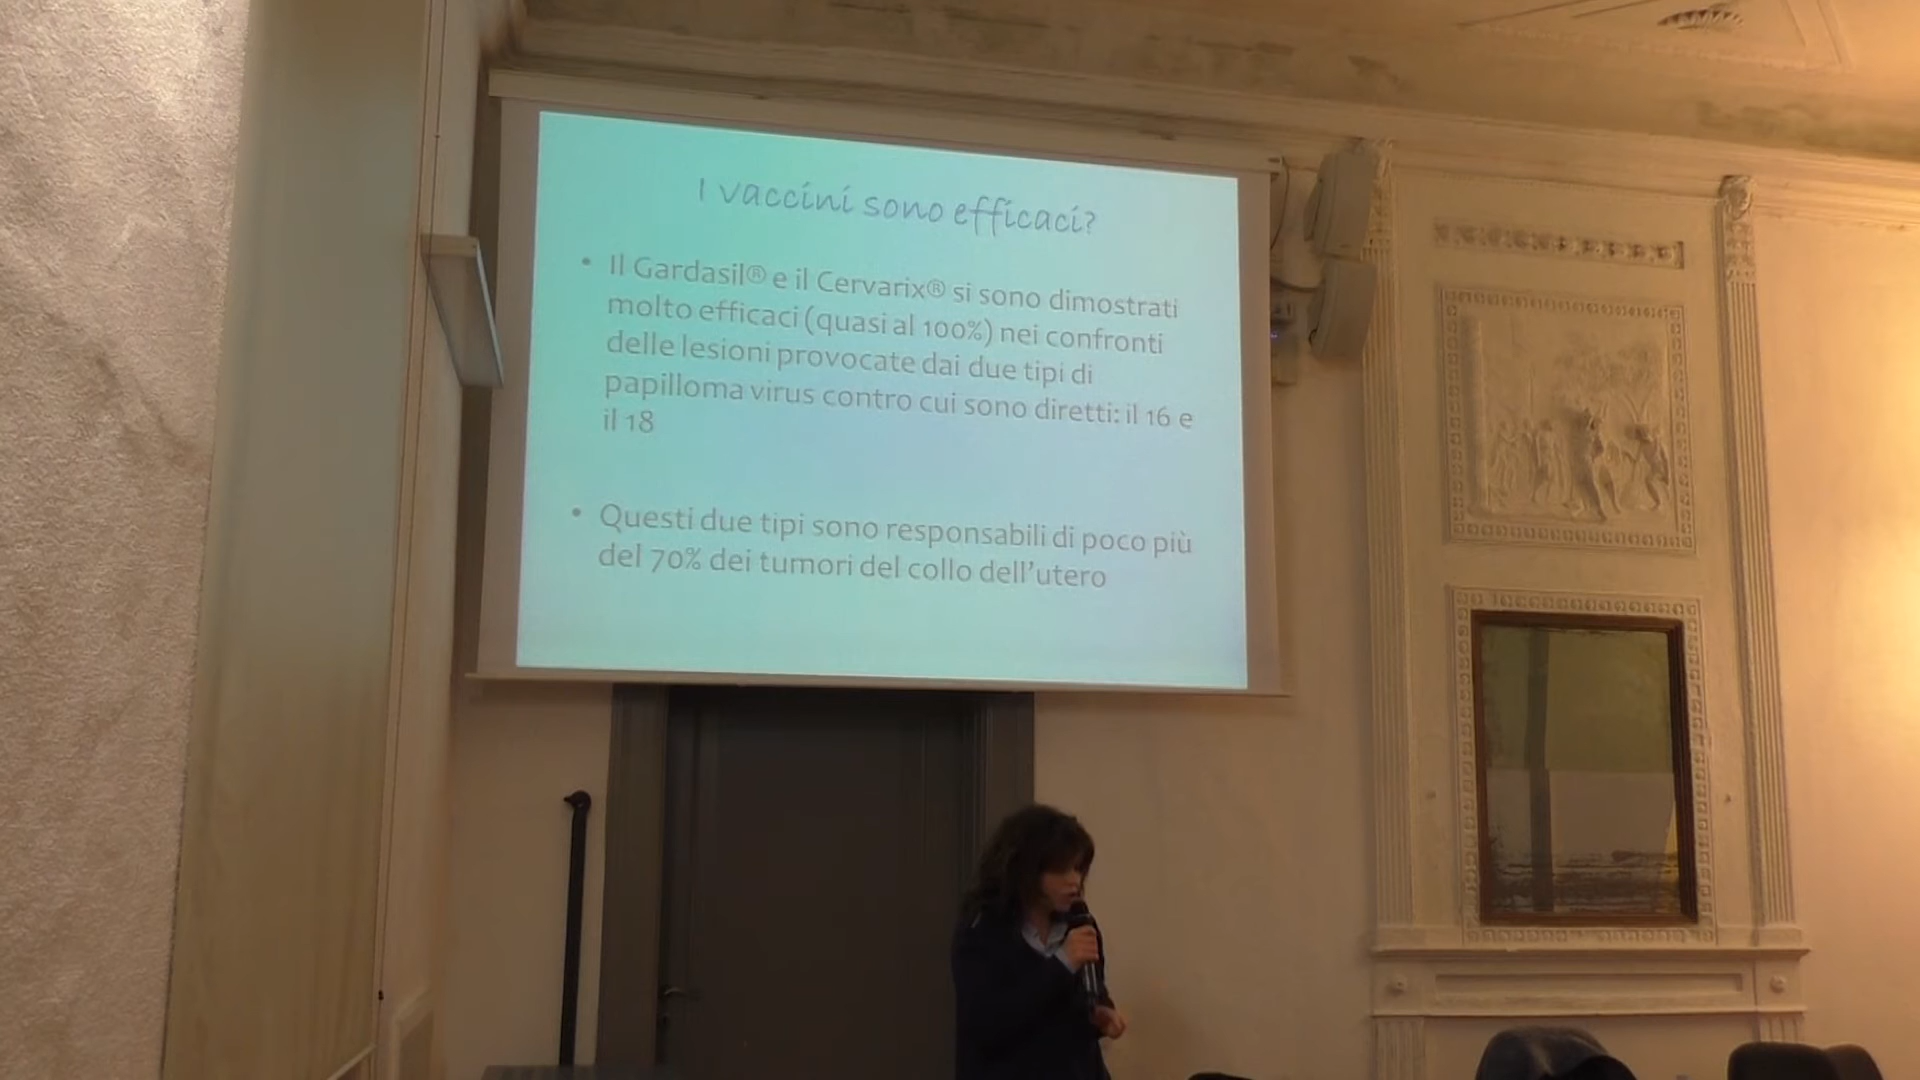 I vaccini sono efficaci?
• Il Gardasil® e il Cervarix® si sono dimostrati
molto efficaci (quasi al 100%) nei confronti
delle lesioni provocate dai due tipi di
papilloma virus contro cui sono diretti: il 16 e
il 18
• Questi due tipi sono responsabili di poco più
del 70% dei tumori del collo dell'utero